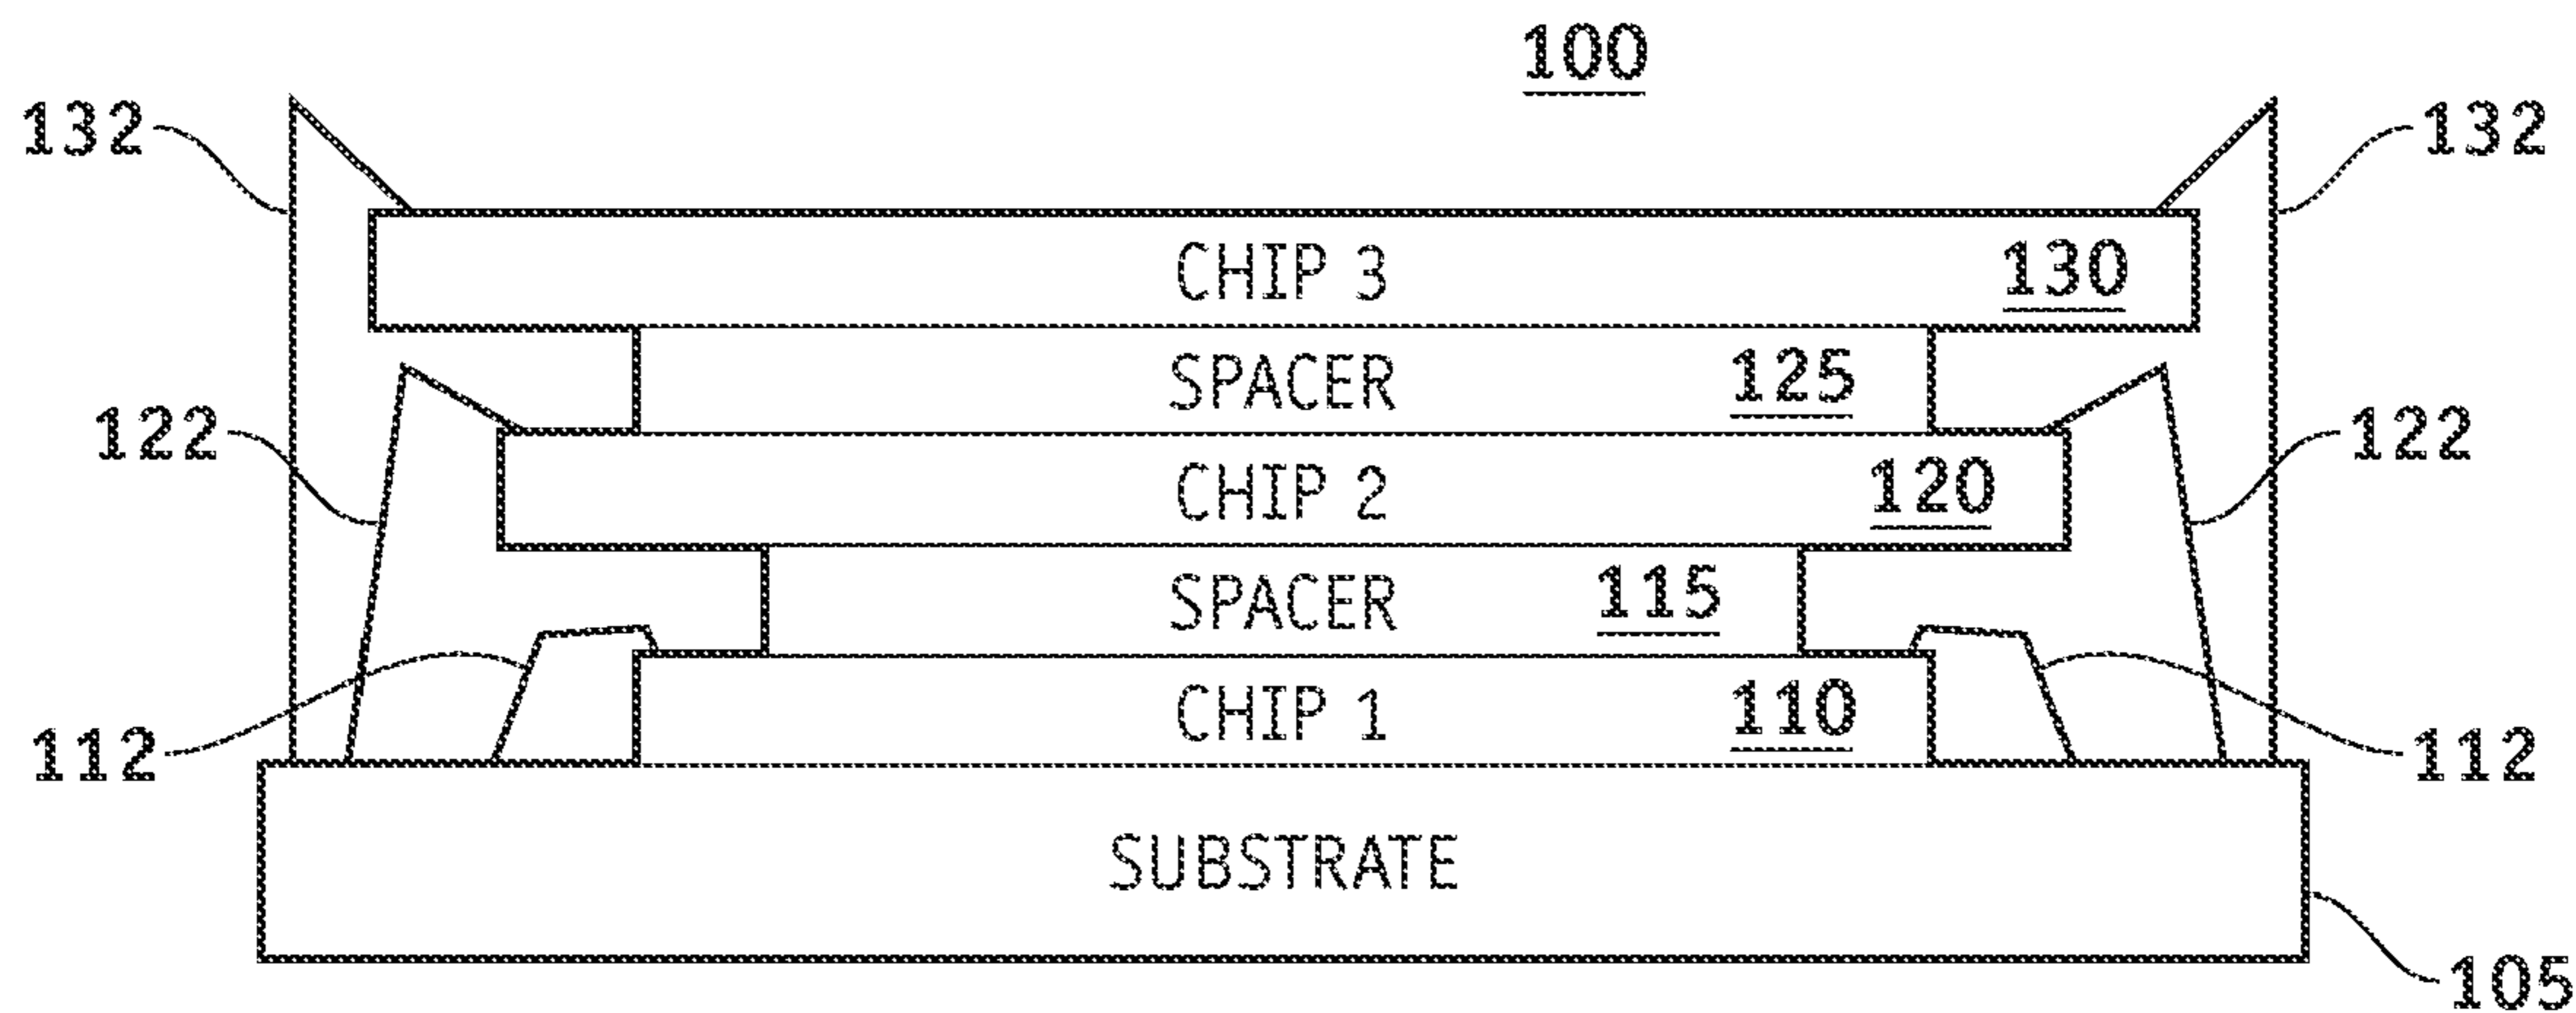 100
132 132
CHIP 3 130
SPACER 125
122 122
CHIP 2 120
SPACER 115
CHIP 1 110
112 112
SUBSTRATE
105